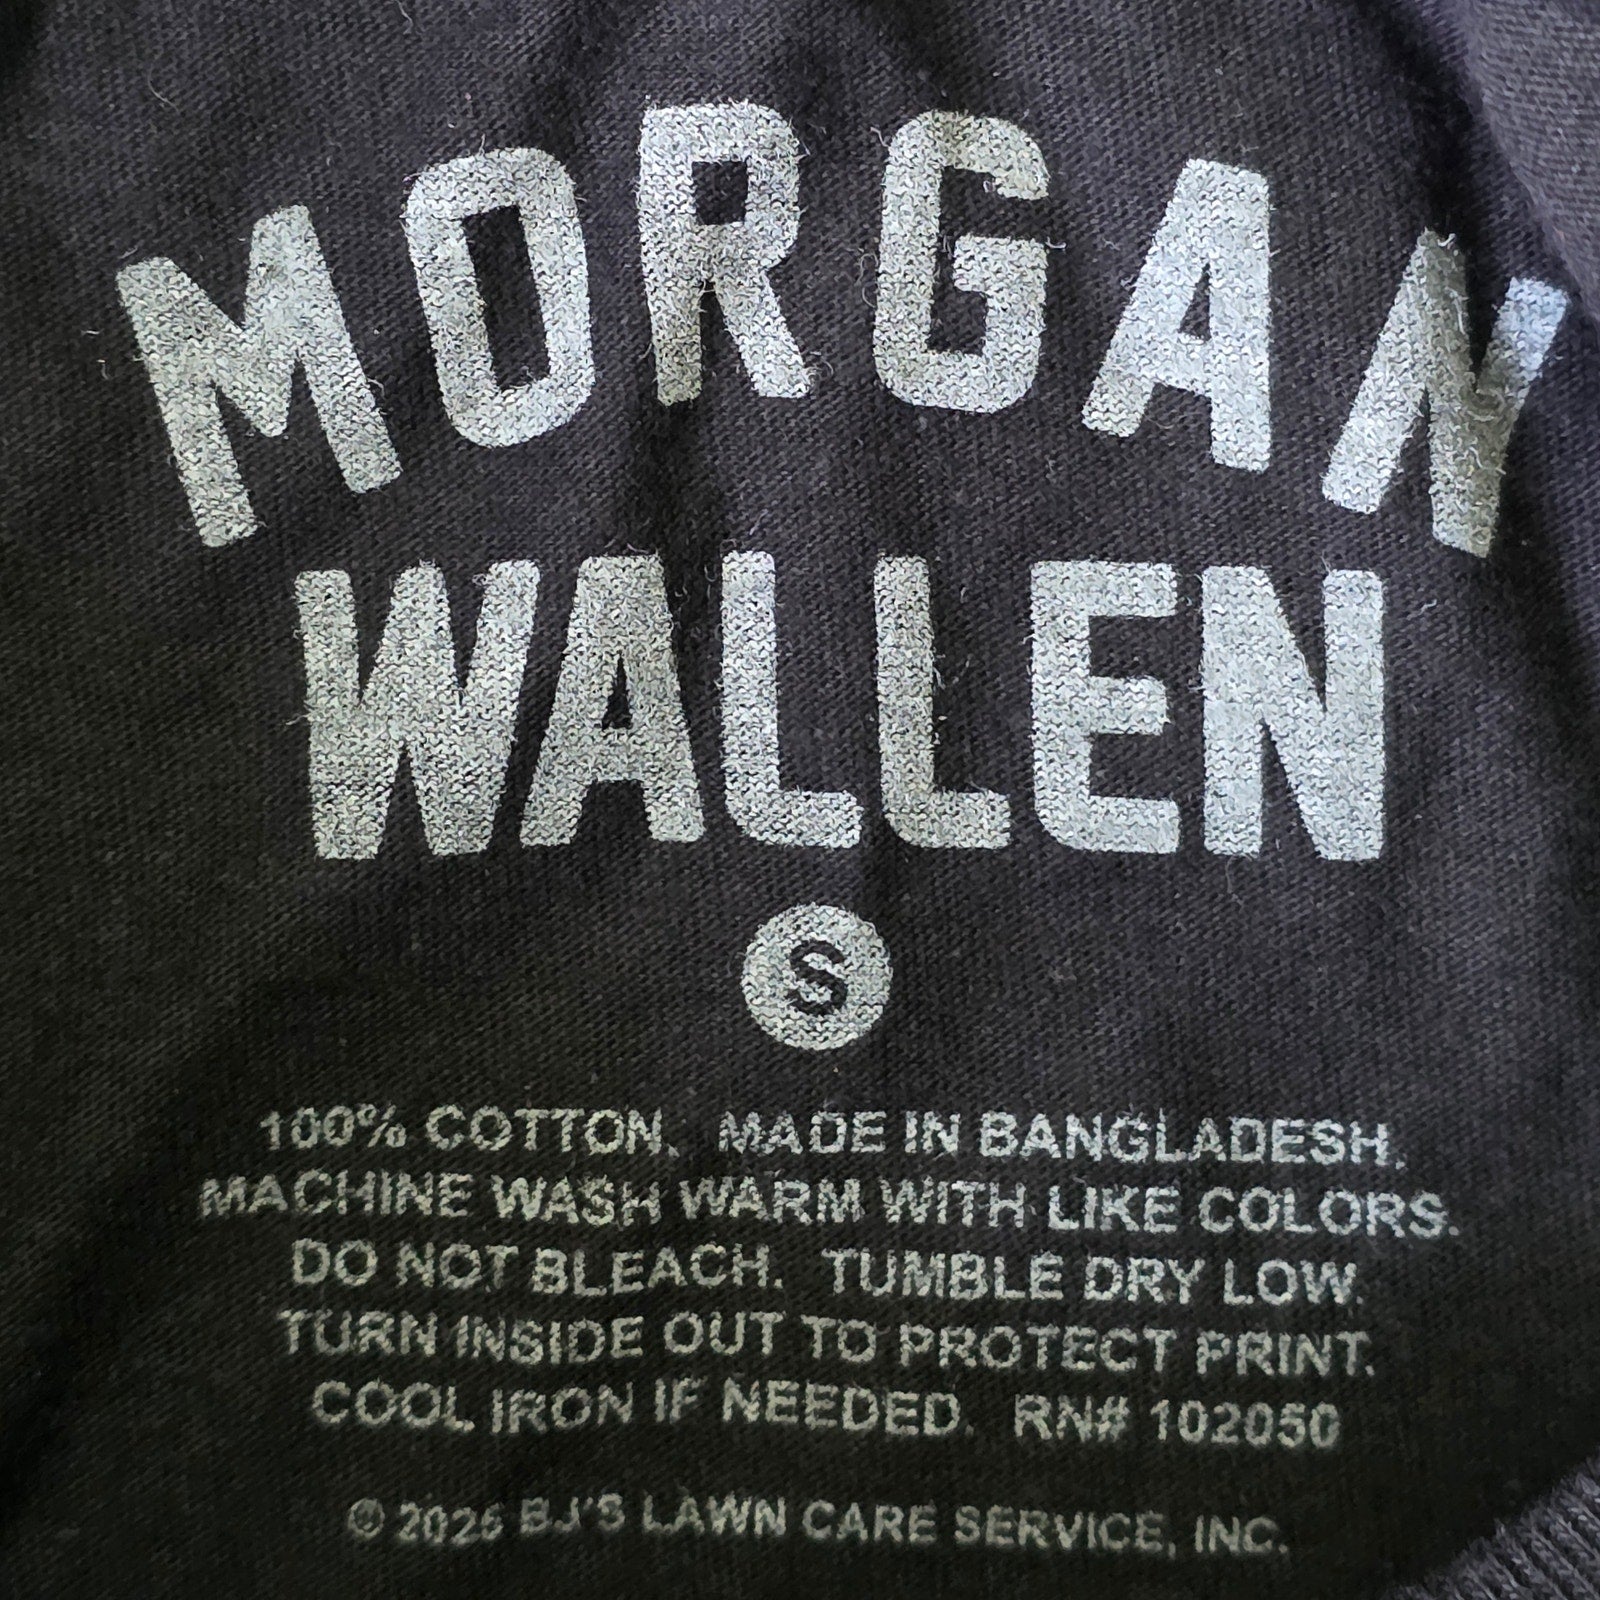 MORGAN
WALLEN
S
100% COTTON. MADE IN BANGLADESH.
MACHINE WASH WARM WITH LIKE COLORS.
DO NOT BLEACH. TUMBLE DRY LOW.
TURN INSIDE OUT TO PROTECT PRINT.
COOL IRON IF NEEDED. RN# 102050
© 2025 BJ'S LAWN CARE SERVICE, INC.